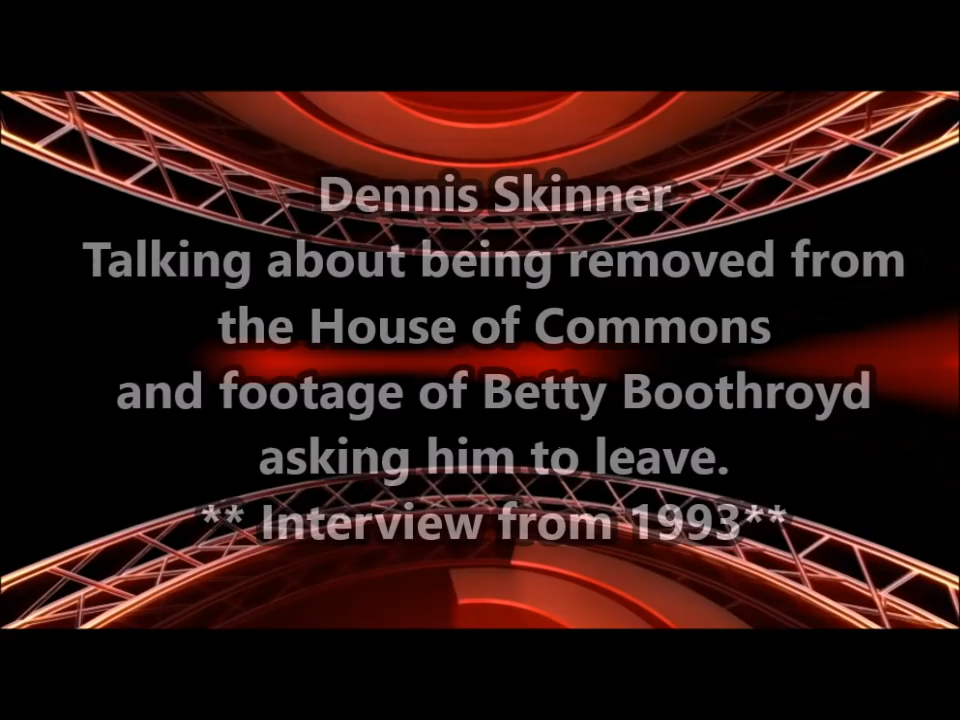 Dennis Skinner
Talking about being removed from
the House of Commons
and footage of Betty Boothroyd
asking him to leave.
** Interview from 1993**